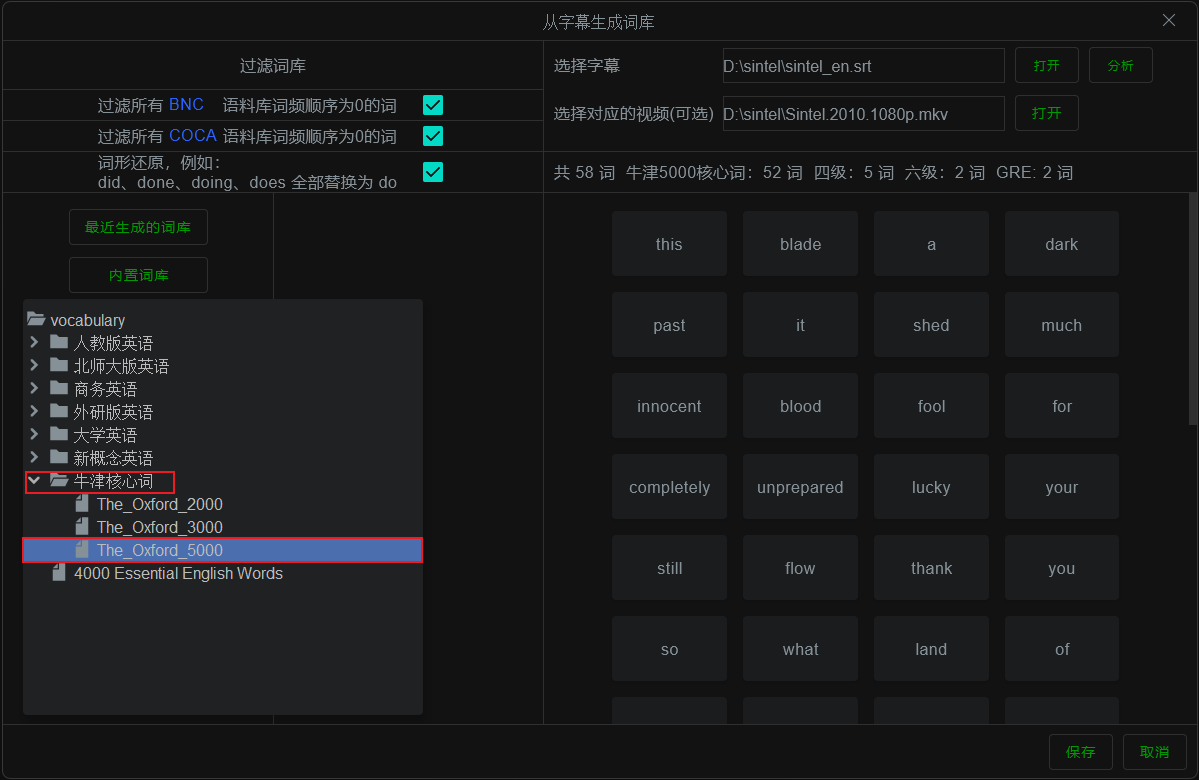 从字幕生成词库
过滤词库
过滤所有 BNC 语料库词频顺序为0的词
过滤所有 COCA 语料库词频顺序为0的词
词形还原，例如：
did、done、doing、does 全部替换为 do
选择字幕 D:\sintel\sintel_en.srt 打开 分析
选择对应的视频(可选) D:\sintel\Sintel.2010.1080p.mkv 打开
共 58 词 牛津5000核心词：52 词 四级：5 词 六级：2 词 GRE: 2 词
最近生成的词库
内置词库
vocabulary
人教版英语
北师大版英语
商务英语
外研版英语
大学英语
新概念英语
牛津核心词
The_Oxford_2000
The_Oxford_3000
The_Oxford_5000
4000 Essential English Words
this blade a dark
past it shed much
innocent blood fool for
completely unprepared lucky your
still flow thank you
so what land of
保存 取消